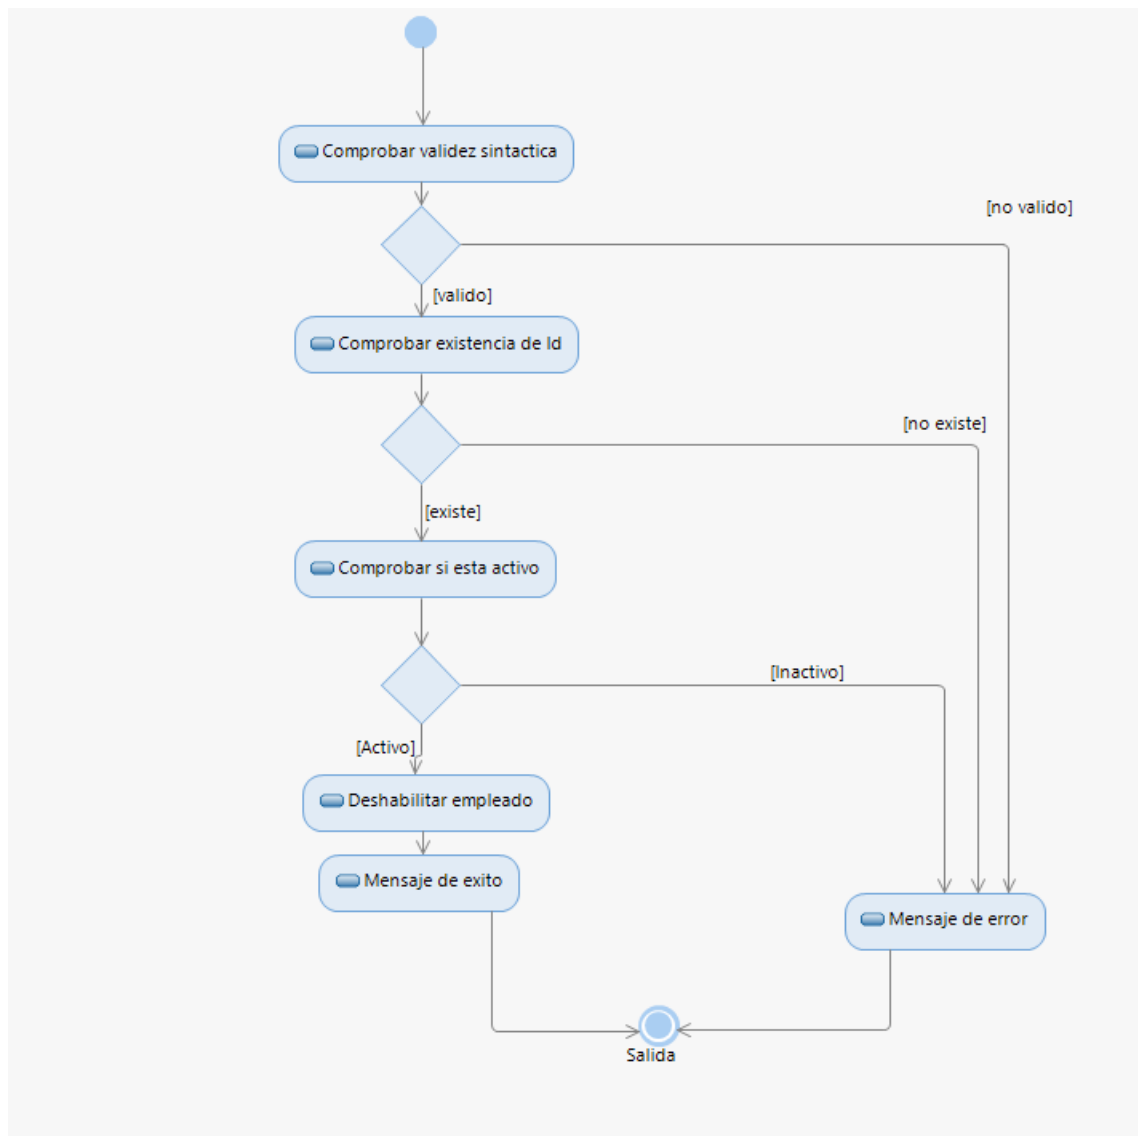 Comprobar validez sintactica
[no valido]
[valido]
Comprobar existencia de Id
[no existe]
[existe]
Comprobar si esta activo
[Inactivo]
[Activo]
Deshabilitar empleado
Mensaje de exito
Mensaje de error
Salida